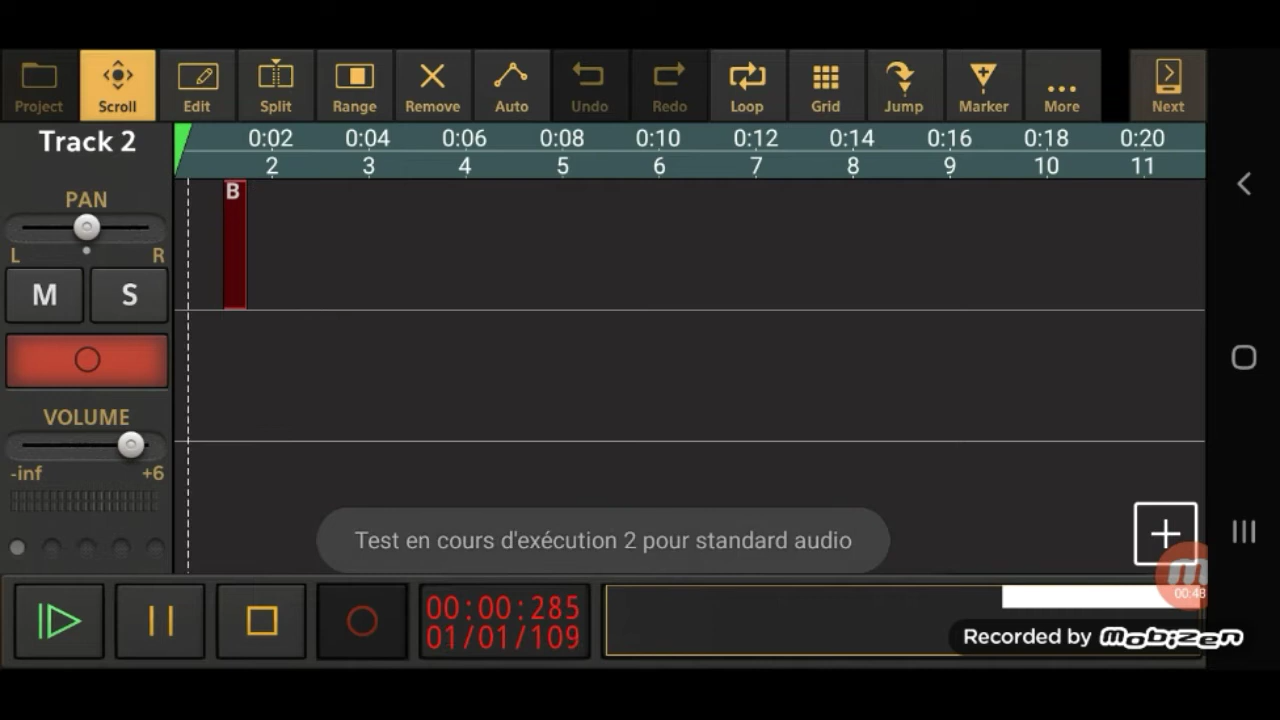 Project Scroll Edit Split Range Remove Auto Undo Redo Loop Grid Jump Marker More Next
Track 2
0:02 0:04 0:06 0:08 0:10 0:12 0:14 0:16 0:18 0:20
2 3 4 5 6 7 8 9 10 11
B
PAN
L R
M S
VOLUME
-inf +6
Test en cours d'exécution 2 pour standard audio
00:48
00:00:285
01/01/109
Recorded by mobizen